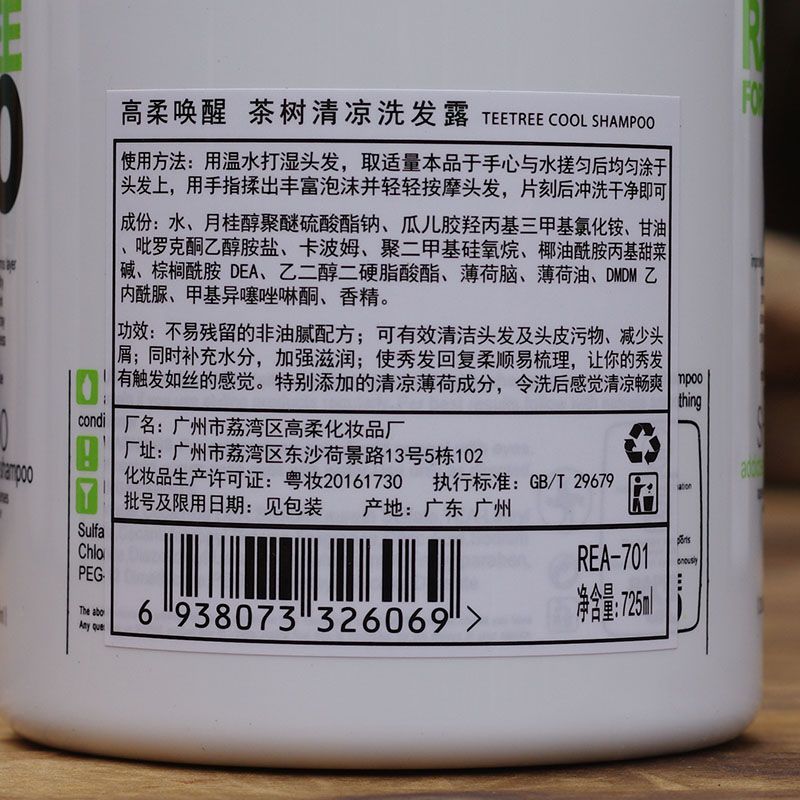 高柔唤醒 茶树清凉洗发露 TEETREE COOL SHAMPOO
使用方法：用温水打湿头发，取适量本品于手心与水搓匀后均匀涂于
头发上，用手指揉出丰富泡沫并轻轻按摩头发，片刻后冲洗干净即可
成份：水、月桂醇聚醚硫酸酯钠、瓜儿胶羟丙基三甲基氯化铵、甘油
、吡罗克酮乙醇胺盐、卡波姆、聚二甲基硅氧烷、椰油酰胺丙基甜菜
碱、棕榈酰胺 DEA、乙二醇二硬脂酸酯、薄荷脑、薄荷油、DMDM 乙
内酰脲、甲基异噻唑啉酮、香精。
功效：不易残留的非油腻配方；可有效清洁头发及头皮污物、减少头
屑；同时补充水分，加强滋润；使秀发回复柔顺易梳理，让你的秀发
有触发如丝的感觉。特别添加的清凉薄荷成分，令洗后感觉清凉畅爽
厂名：广州市荔湾区高柔化妆品厂
厂址：广州市荔湾区东沙荷景路13号5栋102
化妆品生产许可证：粤妆20161730 执行标准：GB/T 29679
批号及限用日期：见包装 产地：广东 广州
6 938073 326069 >
REA-701
净含量:725ml
condi
Sulfa
Chlo
PEG-
The abo
Any que
mpoo
thing
hampoo